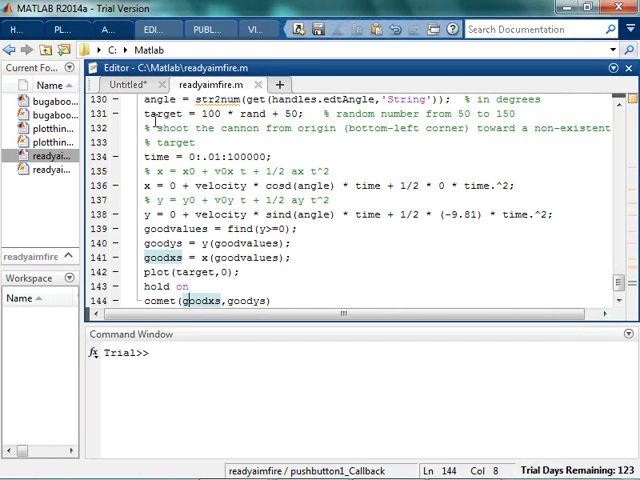 MATLAB R2014a - Trial Version
H... P... A... EDI... PUBL... VI... Search Documentation
C: Matlab
Current Fo...
Name
bugaboo...
bugaboo...
plotthin...
plotthin...
readyai...
readyai...
Workspace
Name
Editor - C:\Matlab\readyaimfire.m
Untitled* readyaimfire.m
130 angle = str2num(get(handles.edtAngle,'String')); % in degrees
131 target = 100 * rand + 50; % random number from 50 to 150
132 % shoot the cannon from origin (bottom-left corner) toward a non-existent
133 % target
134 time = 0:.01:100000;
135 % x = x0 + v0x t + 1/2 ax t^2
136 x = 0 + velocity * cosd(angle) * time + 1/2 * 0 * time.^2;
137 % y = y0 + v0y t + 1/2 ay t^2
138 y = 0 + velocity * sind(angle) * time + 1/2 * (-9.81) * time.^2;
139 goodvalues = find(y>=0);
140 goodys = y(goodvalues);
141 goodxs = x(goodvalues);
142 plot(target,0);
143 hold on
144 comet(goodxs,goodys)
Command Window
fx Trial>>
readyaimfire / pushbutton1_Callback Ln 144 Col 8 Trial Days Remaining: 123